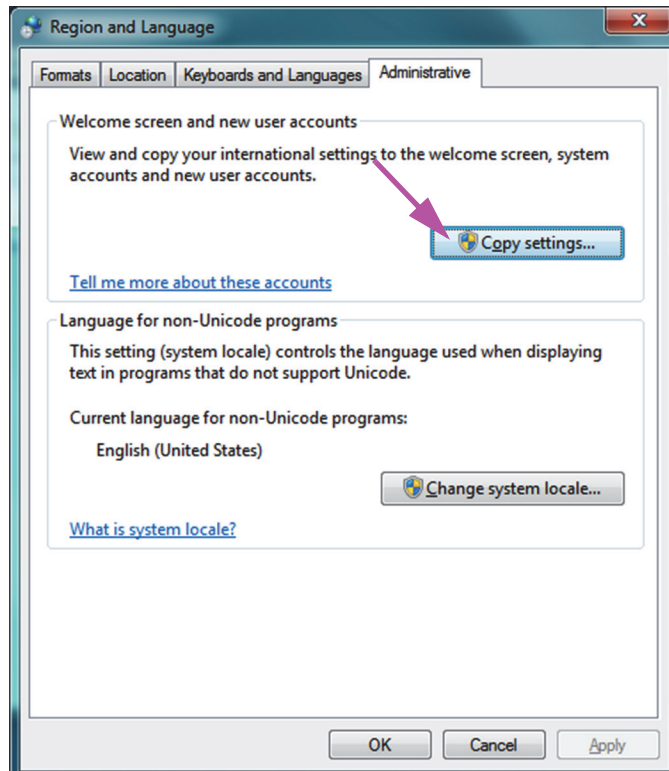 Region and Language
Formats Location Keyboards and Languages Administrative
Welcome screen and new user accounts
View and copy your international settings to the welcome screen, system
accounts and new user accounts.
Copy settings...
Tell me more about these accounts
Language for non-Unicode programs
This setting (system locale) controls the language used when displaying
text in programs that do not support Unicode.
Current language for non-Unicode programs:
English (United States)
Change system locale...
What is system locale?
OK Cancel Apply